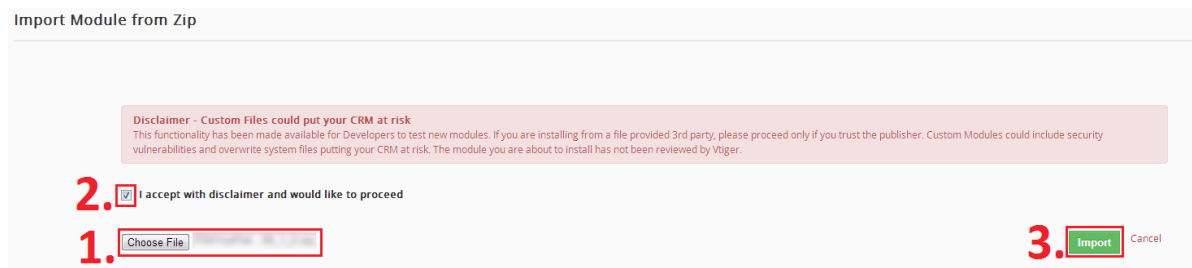 Import Module from Zip
Disclaimer - Custom Files could put your CRM at risk
This functionality has been made available for Developers to test new modules. If you are installing from a file provided 3rd party, please proceed only if you trust the publisher. Custom Modules could include security
vulnerabilities and overwrite system files putting your CRM at risk. The module you are about to install has not been reviewed by Vtiger.
2. I accept with disclaimer and would like to proceed
1. Choose File
3. Import Cancel